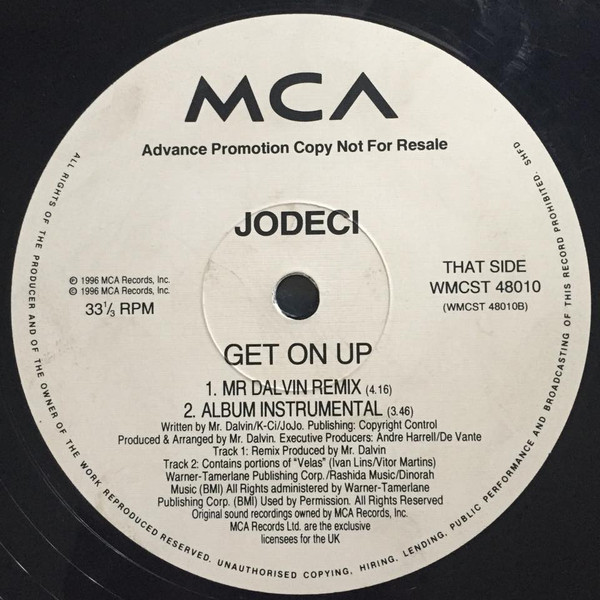 MCA
Advance Promotion Copy Not For Resale
JODECI
℗ 1996 MCA Records, Inc.
© 1996 MCA Records, Inc.
33⅓ RPM
THAT SIDE
WMCST 48010
(WMCST 48010B)
GET ON UP
1. MR DALVIN REMIX (4.16)
2. ALBUM INSTRUMENTAL (3.46)
Written by Mr. Dalvin/K-Ci/JoJo. Publishing: Copyright Control
Produced & Arranged by Mr. Dalvin. Executive Producers: Andre Harrell/De Vante
Track 1: Remix Produced by Mr. Dalvin
Track 2: Contains portions of "Velas" (Ivan Lins/Vitor Martins)
Warner-Tamerlane Publishing Corp./Rashida Music/Dinorah
Music (BMI) All Rights administered by Warner-Tamerlane
Publishing Corp. (BMI) Used by Permission. All Rights Reserved
Original sound recordings owned by MCA Records, Inc.
MCA Records Ltd. are the exclusive
licensees for the UK
ALL RIGHTS OF THE PRODUCER AND OF THE OWNER OF THE WORK REPRODUCED RESERVED. UNAUTHORISED COPYING, HIRING, LENDING, PUBLIC PERFORMANCE AND BROADCASTING OF THIS RECORD PROHIBITED. SHFD